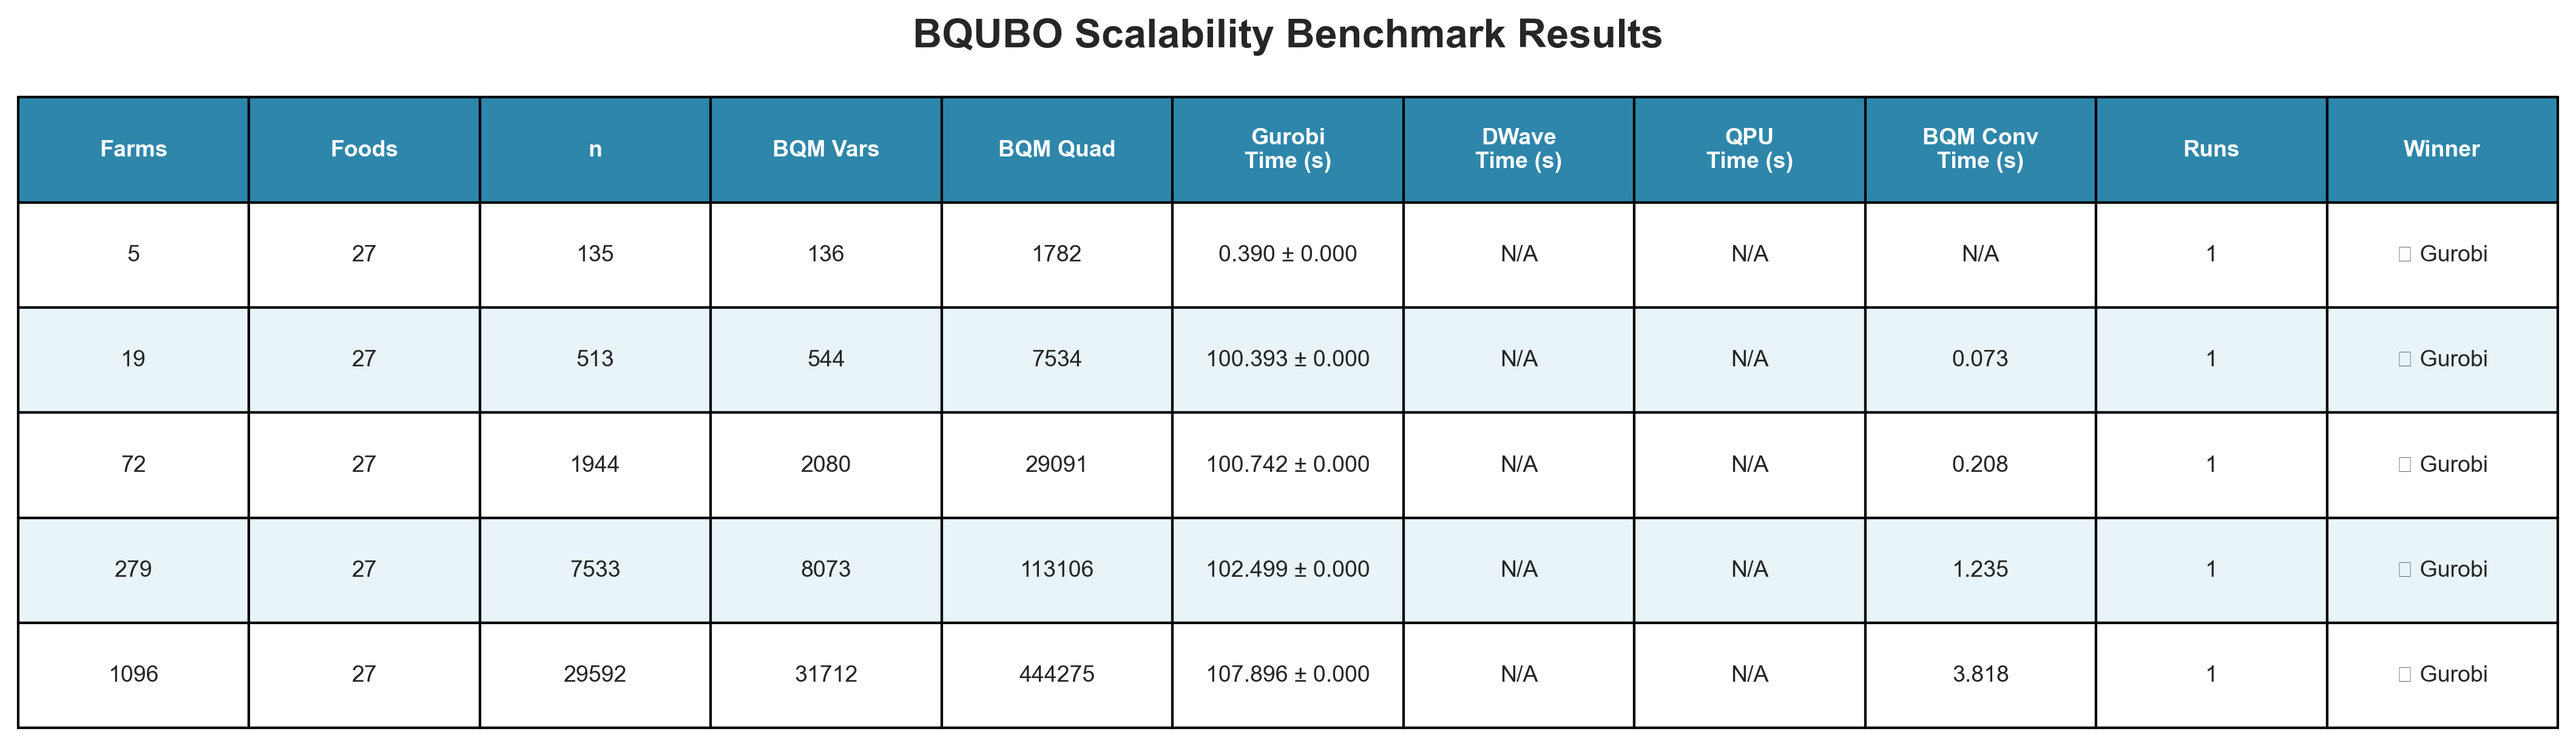 BQUBO Scalability Benchmark Results
Farms Foods n BQM Vars BQM Quad Gurobi Time (s) DWave Time (s) QPU Time (s) BQM Conv Time (s) Runs Winner
5 27 135 136 1782 0.390 ± 0.000 N/A N/A N/A 1 □ Gurobi
19 27 513 544 7534 100.393 ± 0.000 N/A N/A 0.073 1 □ Gurobi
72 27 1944 2080 29091 100.742 ± 0.000 N/A N/A 0.208 1 □ Gurobi
279 27 7533 8073 113106 102.499 ± 0.000 N/A N/A 1.235 1 □ Gurobi
1096 27 29592 31712 444275 107.896 ± 0.000 N/A N/A 3.818 1 □ Gurobi